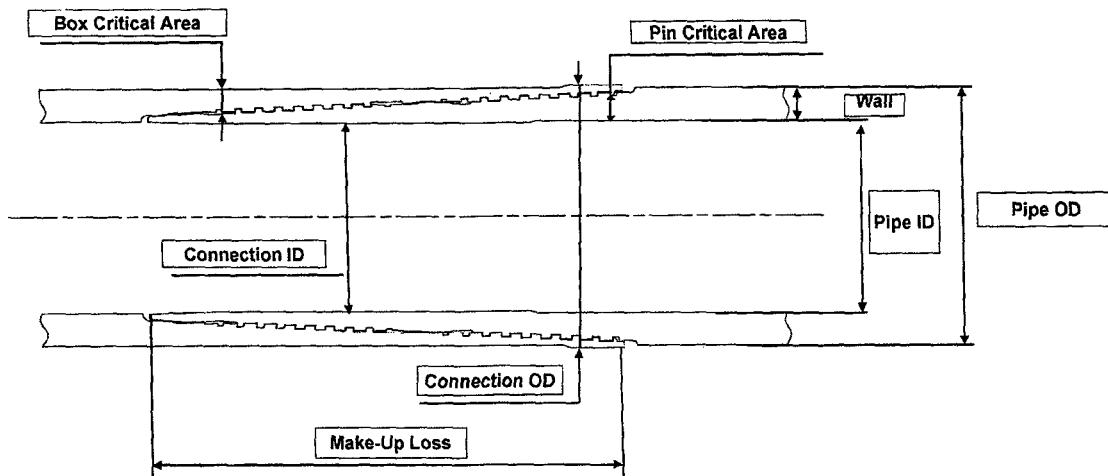 Box Critical Area
Pin Critical Area
Wall
Pipe ID
Pipe OD
Connection ID
Connection OD
Make-Up Loss